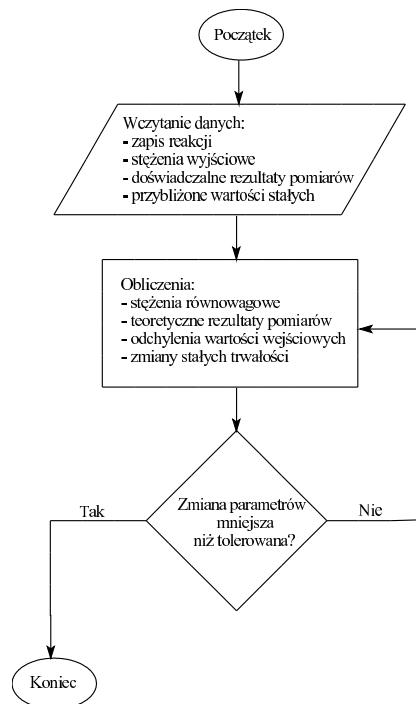 Początek
Wczytanie danych:
- zapis reakcji
- stężenia wyjściowe
- doświadczalne rezultaty pomiarów
- przybliżone wartości stałych
Obliczenia:
- stężenia równowagowe
- teoretyczne rezultaty pomiarów
- odchylenia wartości wejściowych
- zmiany stałych trwałości
Zmiana parametrów
mniejsza
niż tolerowana?
Tak
Nie
Koniec